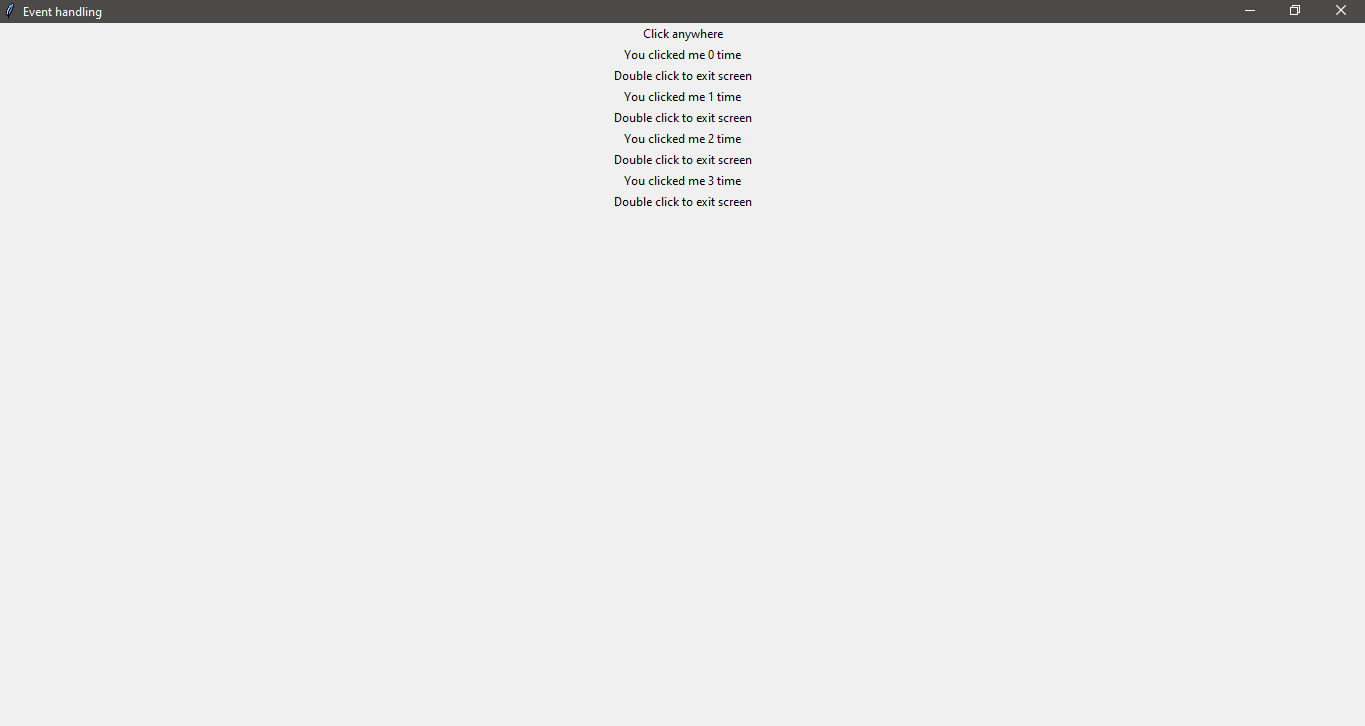 Event handling
Click anywhere
You clicked me 0 time
Double click to exit screen
You clicked me 1 time
Double click to exit screen
You clicked me 2 time
Double click to exit screen
You clicked me 3 time
Double click to exit screen